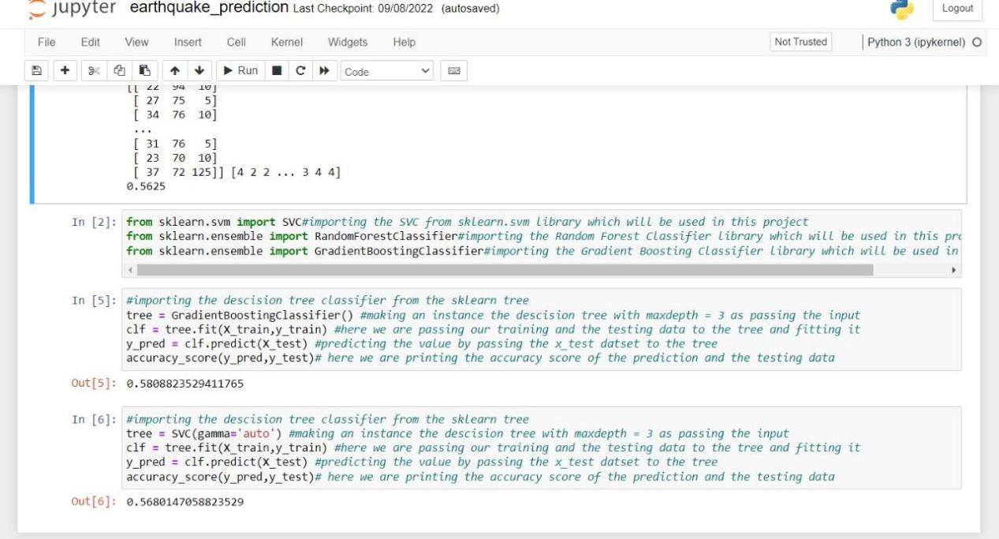 jupyter earthquake_prediction Last Checkpoint: 09/08/2022 (autosaved)
Logout
File Edit View Insert Cell Kernel Widgets Help
Not Trusted
Python 3 (ipykernel)
Run
Code
[[ 22 94 10]
[ 27 75 5]
[ 34 76 10]
...
[ 31 76 5]
[ 23 70 10]
[ 37 72 125]] [4 2 2 ... 3 4 4]
0.5625
In [2]: from sklearn.svm import SVC#importing the SVC from sklearn.svm library which will be used in this project
from sklearn.ensemble import RandomForestClassifier#importing the Random Forest Classifier library which will be used in this pro
from sklearn.ensemble import GradientBoostingClassifier#importing the Gradient Boosting Classifier library which will be used in
In [5]: #importing the descision tree classifier from the sklearn tree
tree = GradientBoostingClassifier() #making an instance the descision tree with maxdepth = 3 as passing the input
clf = tree.fit(X_train,y_train) #here we are passing our training and the testing data to the tree and fitting it
y_pred = clf.predict(X_test) #predicting the value by passing the x_test datset to the tree
accuracy_score(y_pred,y_test)# here we are printing the accuracy score of the prediction and the testing data
Out[5]: 0.5808823529411765
In [6]: #importing the descision tree classifier from the sklearn tree
tree = SVC(gamma='auto') #making an instance the descision tree with maxdepth = 3 as passing the input
clf = tree.fit(X_train,y_train) #here we are passing our training and the testing data to the tree and fitting it
y_pred = clf.predict(X_test) #predicting the value by passing the x_test datset to the tree
accuracy_score(y_pred,y_test)# here we are printing the accuracy score of the prediction and the testing data
Out[6]: 0.5680147058823529